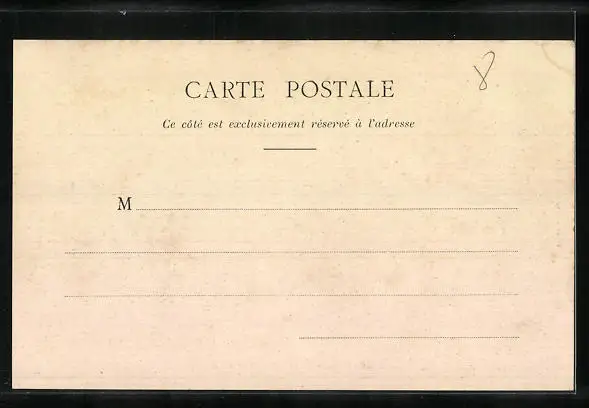 8
CARTE POSTALE
Ce côté est exclusivement réservé à l'adresse
M